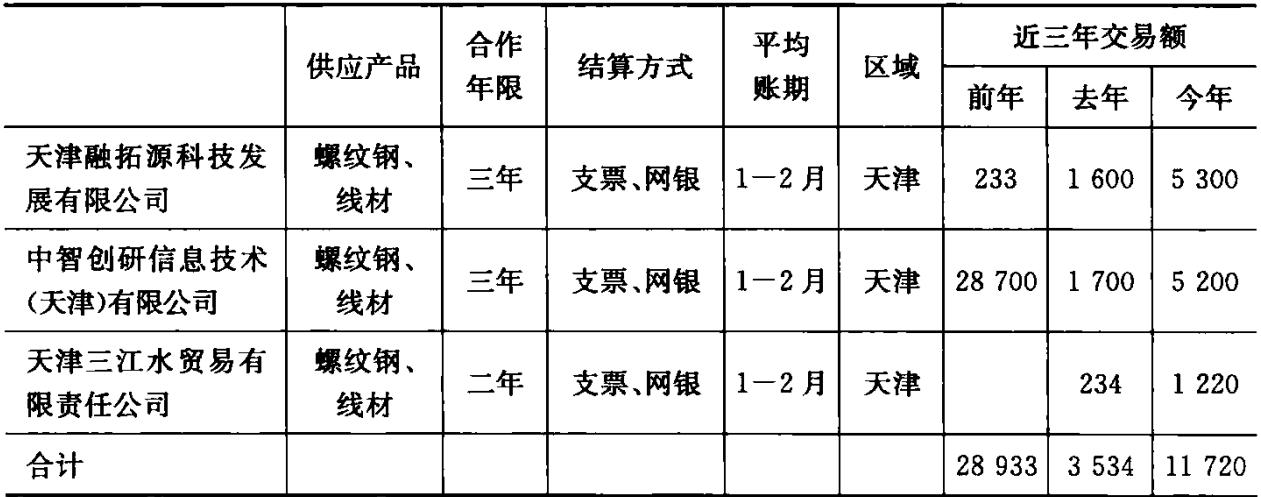 供应产品 合作年限 结算方式 平均账期 区域 近三年交易额
前年 去年 今年
天津融拓源科技发展有限公司 螺纹钢、线材 三年 支票、网银 1-2月 天津 233 1 600 5 300
中智创研信息技术(天津)有限公司 螺纹钢、线材 三年 支票、网银 1-2月 天津 28 700 1 700 5 200
天津三江水贸易有限责任公司 螺纹钢、线材 二年 支票、网银 1-2月 天津 234 1 220
合计 28 933 3 534 11 720